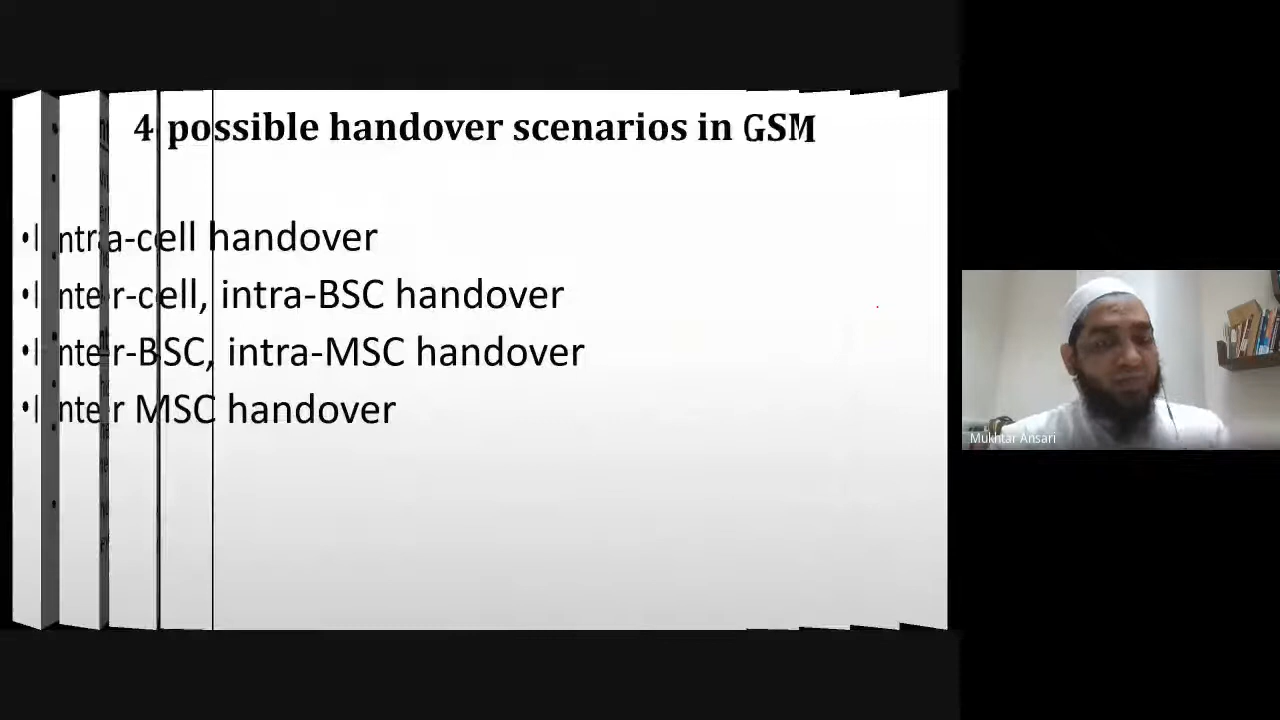 4 possible handover scenarios in GSM
•Intra-cell handover
•Inter-cell, intra-BSC handover
•Inter-BSC, intra-MSC handover
•Inter MSC handover
Mukhtar Ansari